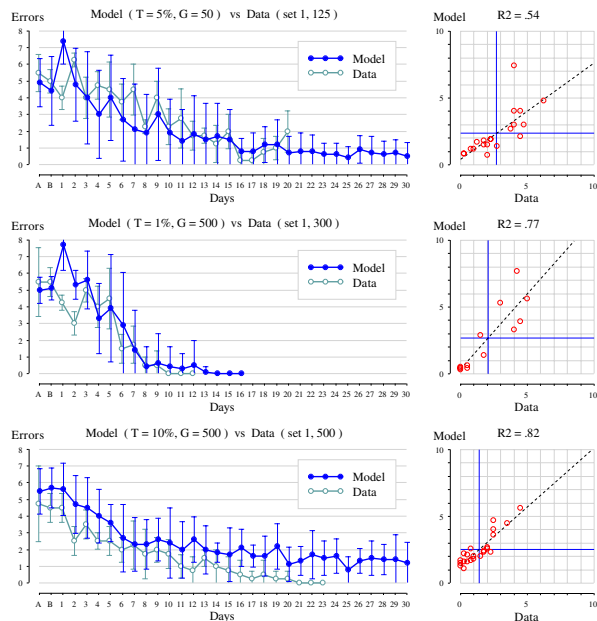 Errors Model ( T = 5%, G = 50 ) vs Data ( set 1, 125 )
8
7
6
5
4
3
2
1
0
Model
Data
A B 1 2 3 4 5 6 7 8 9 10 11 12 13 14 15 16 17 18 19 20 21 22 23 24 25 26 27 28 29 30
Days
Model R2 = .54
10
5
0
0 5 10
Data
Errors Model ( T = 1%, G = 500 ) vs Data ( set 1, 300 )
8
7
6
5
4
3
2
1
0
Model
Data
A B 1 2 3 4 5 6 7 8 9 10 11 12 13 14 15 16 17 18 19 20 21 22 23 24 25 26 27 28 29 30
Days
Model R2 = .77
10
5
0
0 5 10
Data
Errors Model ( T = 10%, G = 500 ) vs Data ( set 1, 500 )
8
7
6
5
4
3
2
1
0
Model
Data
A B 1 2 3 4 5 6 7 8 9 10 11 12 13 14 15 16 17 18 19 20 21 22 23 24 25 26 27 28 29 30
Days
Model R2 = .82
10
5
0
0 5 10
Data